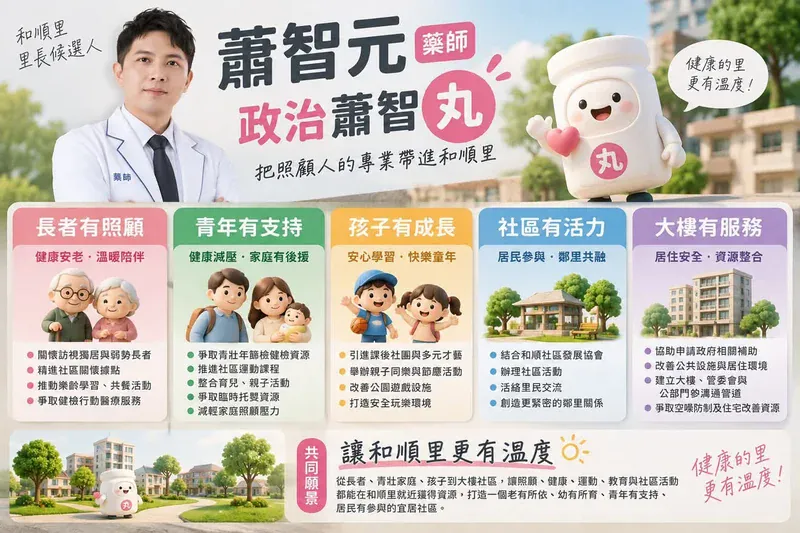 和順里
里長候選人
蕭智元 藥師
政治蕭智丸
把照顧人的專業帶進和順里
健康的里
更有溫度!
藥師
丸
長者有照顧
健康安老・溫暖陪伴
• 關懷訪視獨居與弱勢長者
• 精進社區關懷據點
• 推動樂齡學習、共餐活動
• 爭取健檢行動醫療服務
青年有支持
健康減壓・家庭有後援
• 爭取青壯年篩檢健檢資源
• 推進社區運動課程
• 整合育兒、親子活動
• 爭取臨時托嬰資源
• 減輕家庭照顧壓力
孩子有成長
安心學習・快樂童年
• 引進課後社團與多元才藝
• 舉辦親子同樂與節慶活動
• 改善公園遊戲設施
• 打造安全玩樂環境
社區有活力
居民參與・鄰里共融
• 結合和順社區發展協會
• 辦理社區活動
• 活絡里民交流
• 創造更緊密的鄰里關係
大樓有服務
居住安全・資源整合
• 協助申請政府相關補助
• 改善公共設施與居住環境
• 建立大樓、管委會與
公部門的溝通管道
• 爭取空噪防制及住宅改善資源
丸
共同願景
讓和順里更有溫度
從長者、青壯家庭、孩子到大樓社區，讓照顧、健康、運動、教育與社區活動
都能在和順里就近獲得資源，打造一個老有所依、幼有所育、青年有支持、
居民有參與的宜居社區。
健康的里
更有溫度!